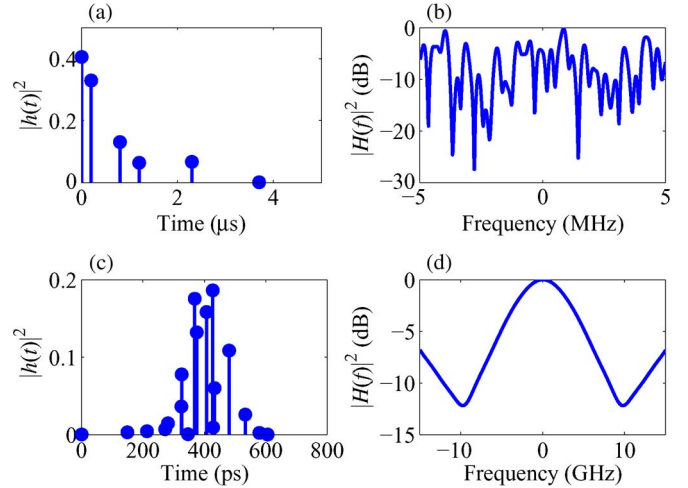 (a)
|h(t)|²
0.4
0.2
0
0
2
4
Time (μs)
(b)
|H(f)|² (dB)
0
−10
−20
−30
−5
0
5
Frequency (MHz)
(c)
|h(t)|²
0.2
0.1
0
0
200
400
600
800
Time (ps)
(d)
|H(f)|² (dB)
0
−5
−10
−15
−10
0
10
Frequency (GHz)